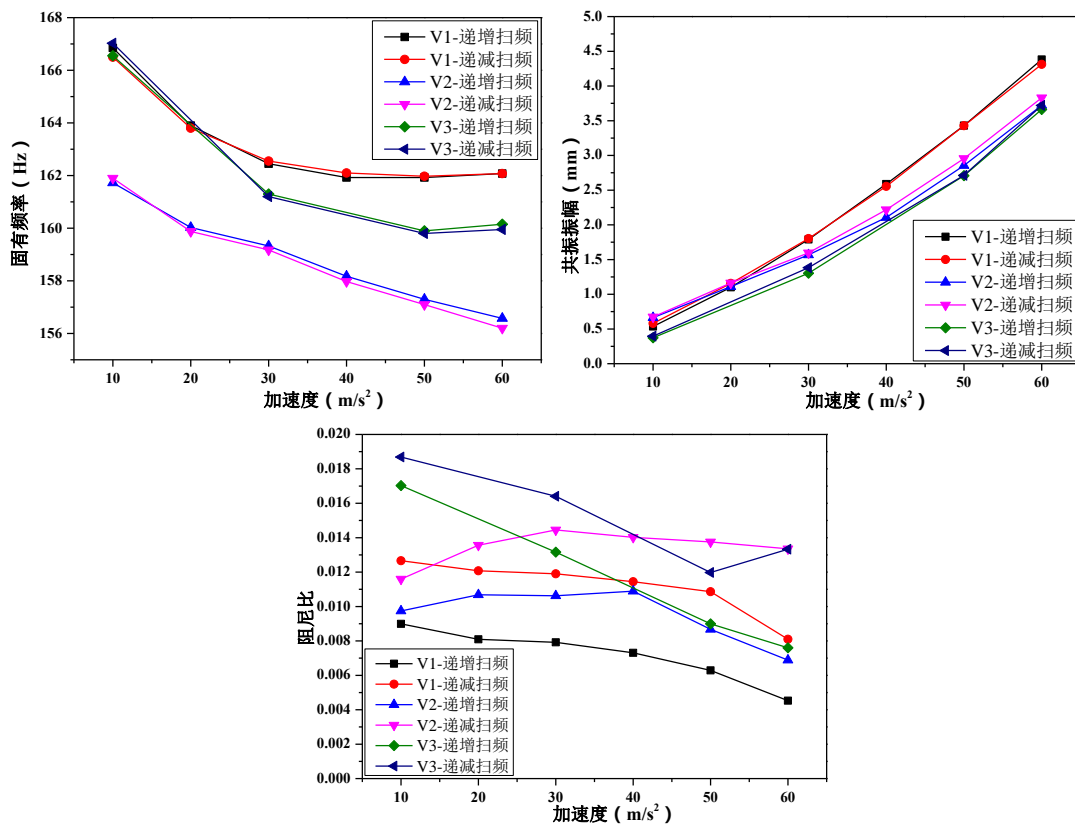 168
166
164
162
160
158
156
固有频率（Hz）
10 20 30 40 50 60
加速度（m/s²）
V1-递增扫频
V1-递减扫频
V2-递增扫频
V2-递减扫频
V3-递增扫频
V3-递减扫频
5.0
4.5
4.0
3.5
3.0
2.5
2.0
1.5
1.0
0.5
0.0
共振振幅（mm）
10 20 30 40 50 60
加速度（m/s²）
V1-递增扫频
V1-递减扫频
V2-递增扫频
V2-递减扫频
V3-递增扫频
V3-递减扫频
0.020
0.018
0.016
0.014
0.012
0.010
0.008
0.006
0.004
0.002
0.000
阻尼比
10 20 30 40 50 60
加速度（m/s²）
V1-递增扫频
V1-递减扫频
V2-递增扫频
V2-递减扫频
V3-递增扫频
V3-递减扫频